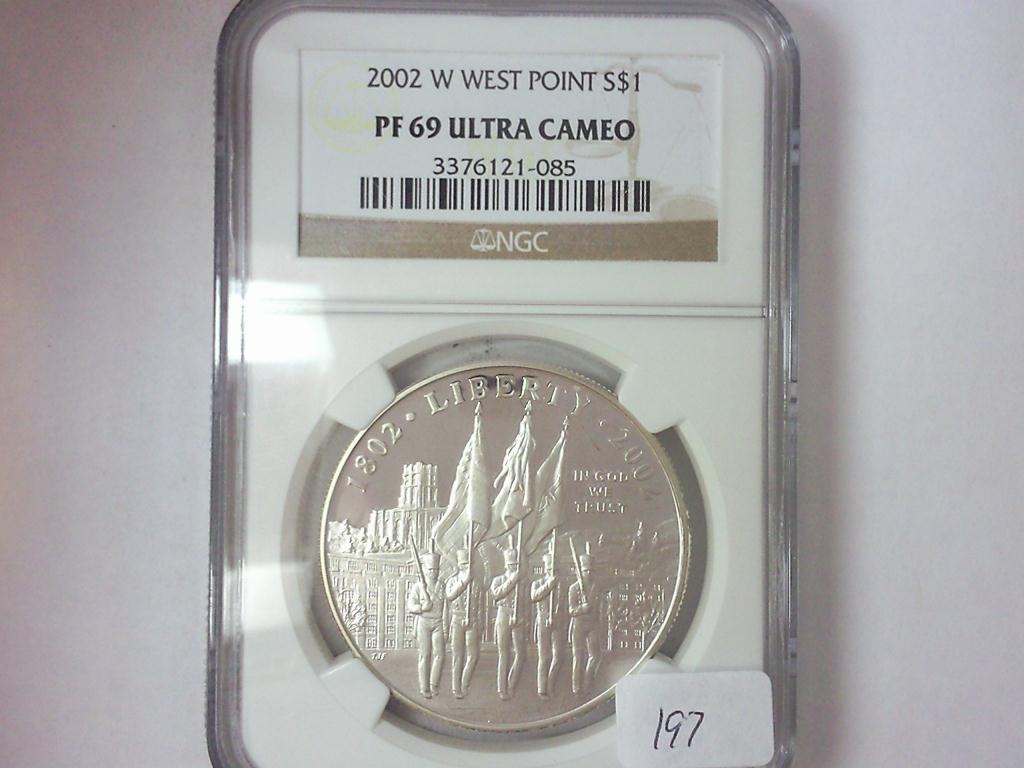 2002 W WEST POINT S$1
PF 69 ULTRA CAMEO
3376121-085
NGC
1802 · LIBERTY · 2002
IN GOD
WE
TRUST
TJF
197